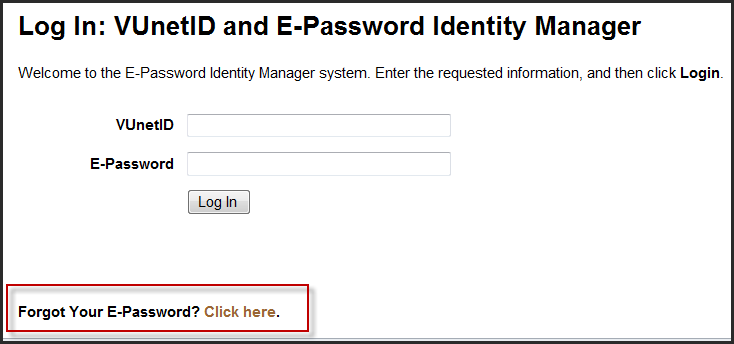 Log In: VUnetID and E-Password Identity Manager
Welcome to the E-Password Identity Manager system. Enter the requested information, and then click Login.
VUnetID
E-Password
Log In
Forgot Your E-Password? Click here.